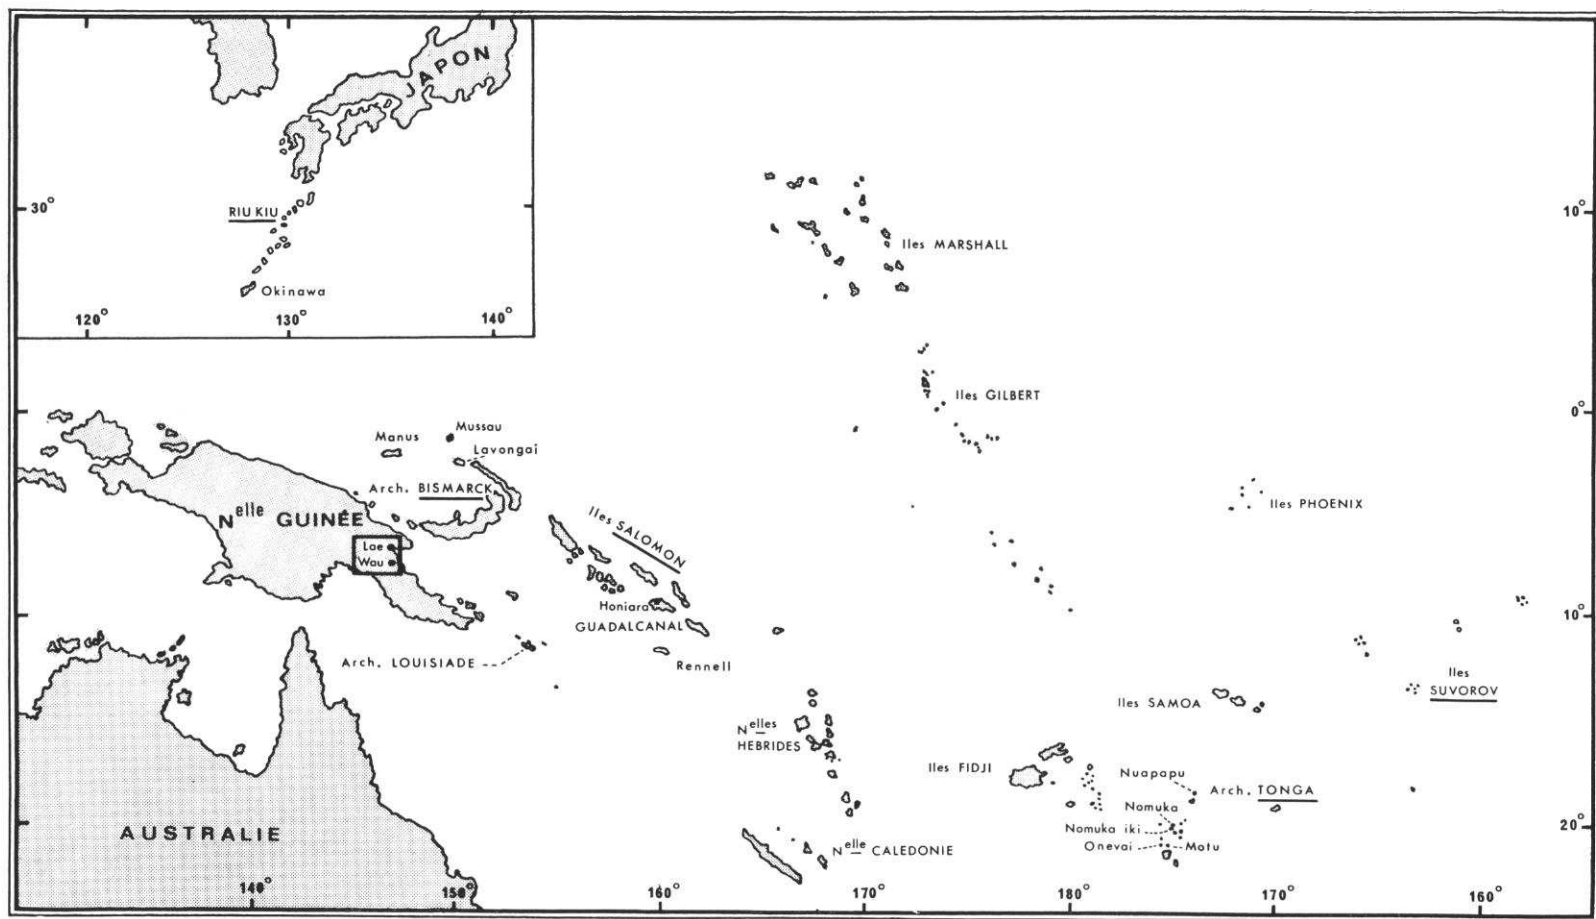 JAPON
30°
RIU KIU
Okinawa
120°
130°
140°
10°
Iles MARSHALL
Iles GILBERT
0°
Mussau
Manus
Lavongai
Arch. BISMARCK
Nelle GUINÉE
Iles PHOENIX
Iles SALOMON
Lae
Wau
Honiara
GUADALCANAL
10°
Arch. LOUISIADE
Rennell
Iles
SUVOROV
Iles SAMOA
Nelles
HEBRIDES
Iles FIDJI
Nuapapu
Arch. TONGA
Nomuka
Nomuka iki
Onevai
Motu
20°
AUSTRALIE
Nelle CALEDONIE
140°
150°
160°
170°
180°
170°
160°